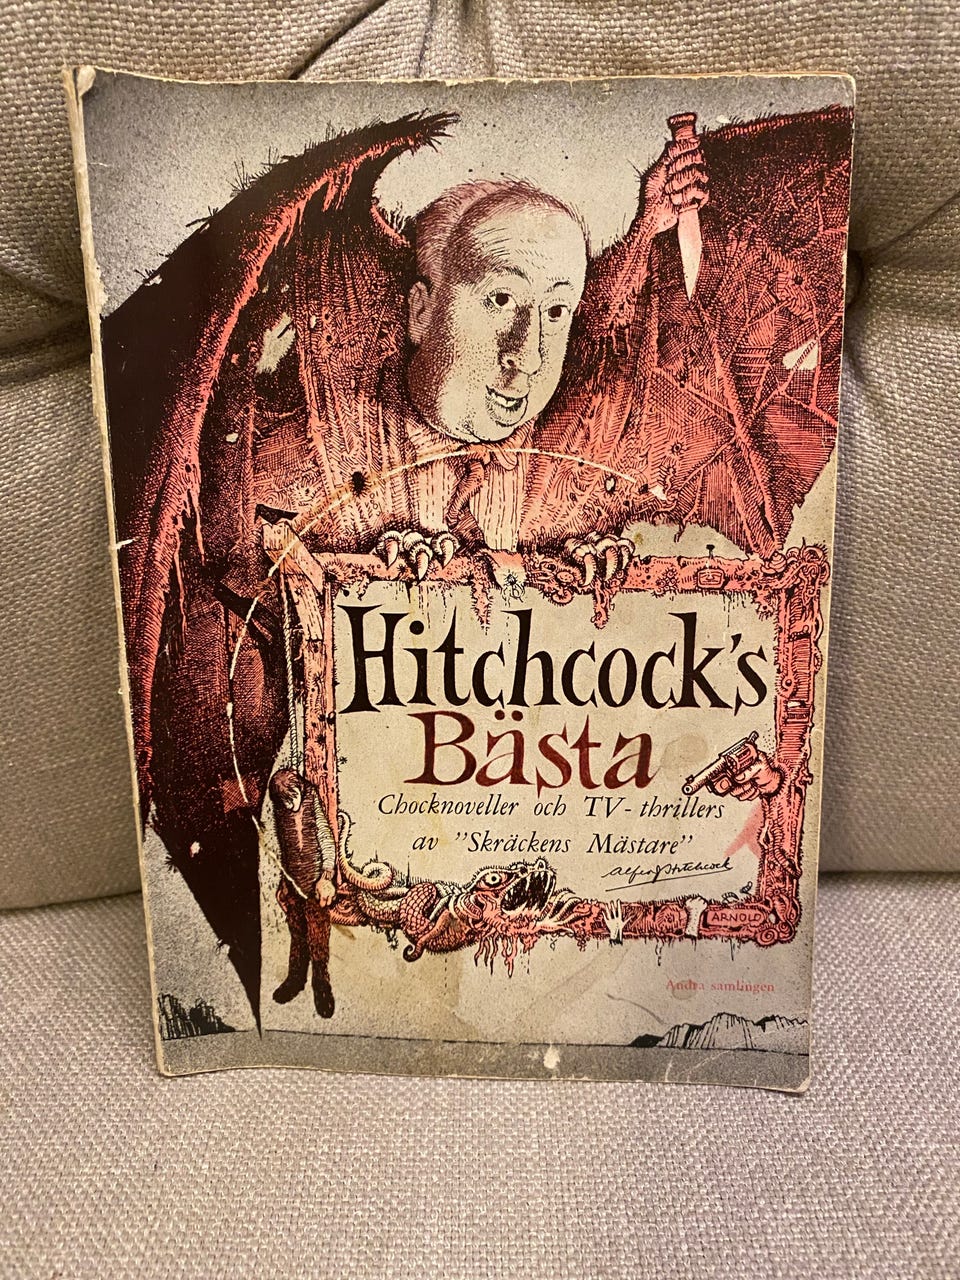 Hitchcock's
Bästa
Chocknoveller och TV-thrillers
av "Skräckens Mästare"
Alfred J Hitchcock
ARNOLD
Andra samlingen